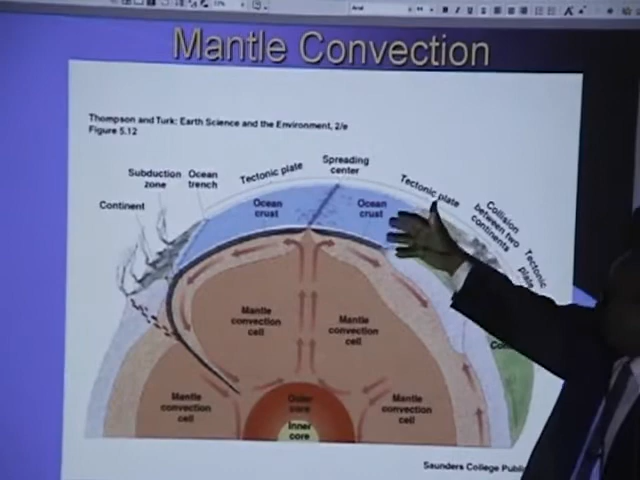 Mantle Convection
Thompson and Turk: Earth Science and the Environment, 2/e
Figure 5.12
Continent
Subduction
zone
Ocean
trench
Tectonic plate
Spreading
center
Tectonic plate
Collision
between two
continents
Tectonic
plate
Ocean
crust
Ocean
crust
Mantle
convection
cell
Mantle
convection
cell
Mantle
convection
cell
Mantle
convection
cell
Outer
core
Inner
core
Saunders College